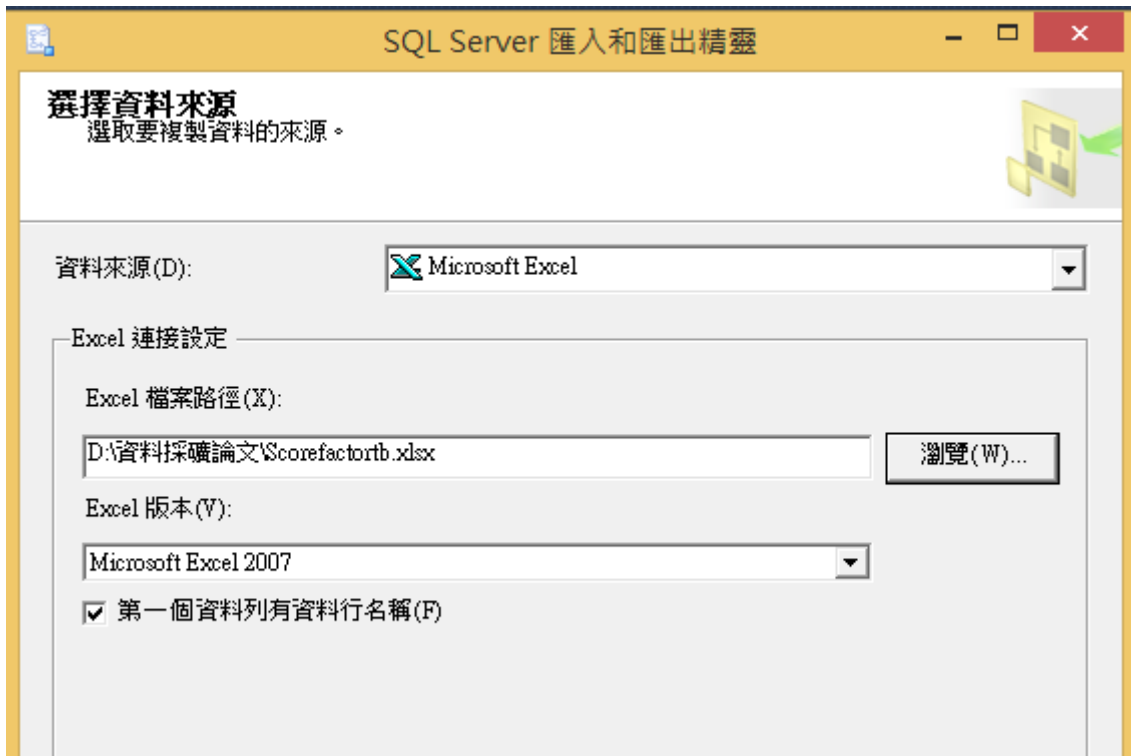 SQL Server 匯入和匯出精靈
選擇資料來源
選取要複製資料的來源。
資料來源(D):
Microsoft Excel
Excel 連接設定
Excel 檔案路徑(X):
D:\資料採礦論文\Scorefactortb.xlsx
瀏覽(W)...
Excel 版本(V):
Microsoft Excel 2007
第一個資料列有資料行名稱(F)